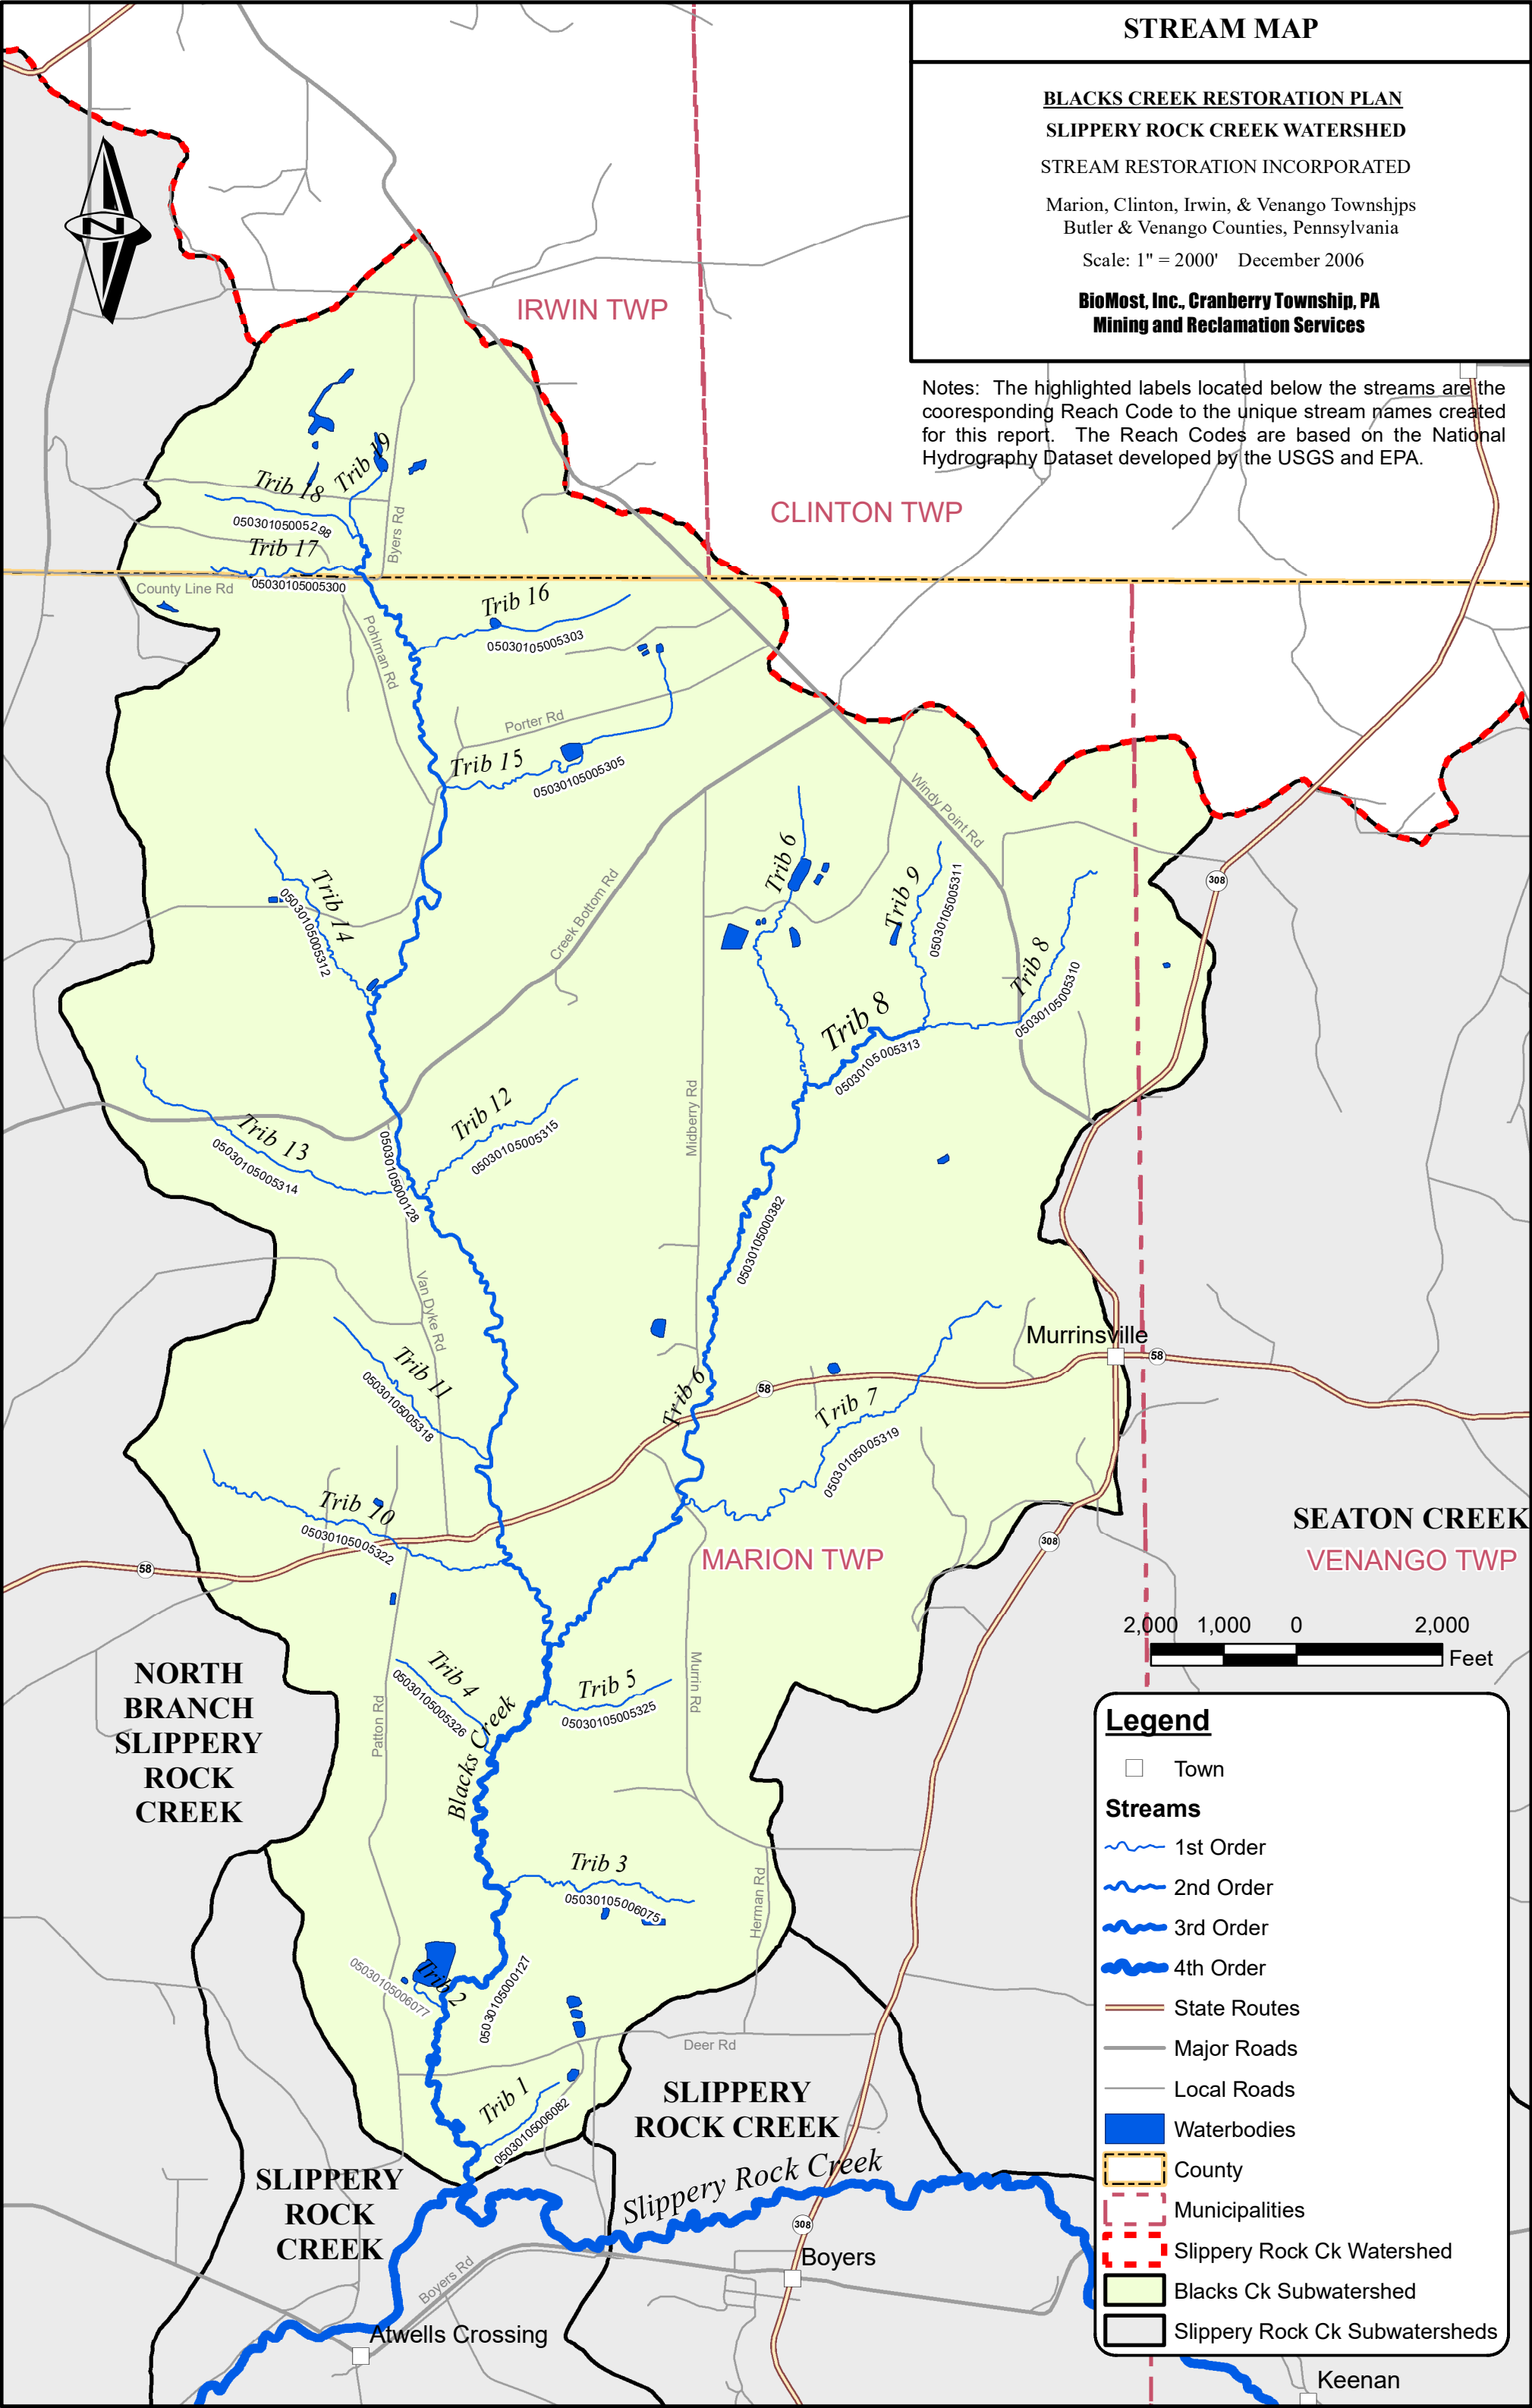 STREAM MAP
BLACKS CREEK RESTORATION PLAN
SLIPPERY ROCK CREEK WATERSHED
STREAM RESTORATION INCORPORATED
Marion, Clinton, Irwin, & Venango Townshjps
Butler & Venango Counties, Pennsylvania
Scale: 1" = 2000' December 2006
BioMost, Inc., Cranberry Township, PA
Mining and Reclamation Services
Notes: The highlighted labels located below the streams are the
cooresponding Reach Code to the unique stream names created
for this report. The Reach Codes are based on the National
Hydrography Dataset developed by the USGS and EPA.
N
IRWIN TWP
CLINTON TWP
Trib 19
Trib 18
05030105005298
Byers Rd
Trib 17
05030105005300
County Line Rd
Trib 16
05030105005303
Pohlman Rd
Porter Rd
Trib 15
05030105005305
Windy Point Rd
Trib 6
Trib 9
05030105005311
308
Trib 14
05030105005312
Creek Bottom Rd
Trib 8
05030105005310
Trib 8
05030105005313
Midberry Rd
Trib 12
05030105005315
Trib 13
05030105005314
05030105000128
05030105000382
Van Dyke Rd
Murrinsville
58
Trib 11
05030105005318
Trib 6
58
Trib 7
05030105005319
Trib 10
05030105005322
58
308
MARION TWP
SEATON CREEK
VENANGO TWP
2,000 1,000 0 2,000
Feet
NORTH
BRANCH
SLIPPERY
ROCK
CREEK
Trib 4
05030105005326
Trib 5
05030105005325
Murrin Rd
Patton Rd
Blacks Creek
Trib 3
05030105006075
Herman Rd
Trib 2
05030105006077
05030105000127
Deer Rd
Trib 1
05030105006082
SLIPPERY
ROCK CREEK
SLIPPERY
ROCK
CREEK
Slippery Rock Creek
308
Boyers
Boyers Rd
Atwells Crossing
Keenan
Legend
Town
Streams
1st Order
2nd Order
3rd Order
4th Order
State Routes
Major Roads
Local Roads
Waterbodies
County
Municipalities
Slippery Rock Ck Watershed
Blacks Ck Subwatershed
Slippery Rock Ck Subwatersheds